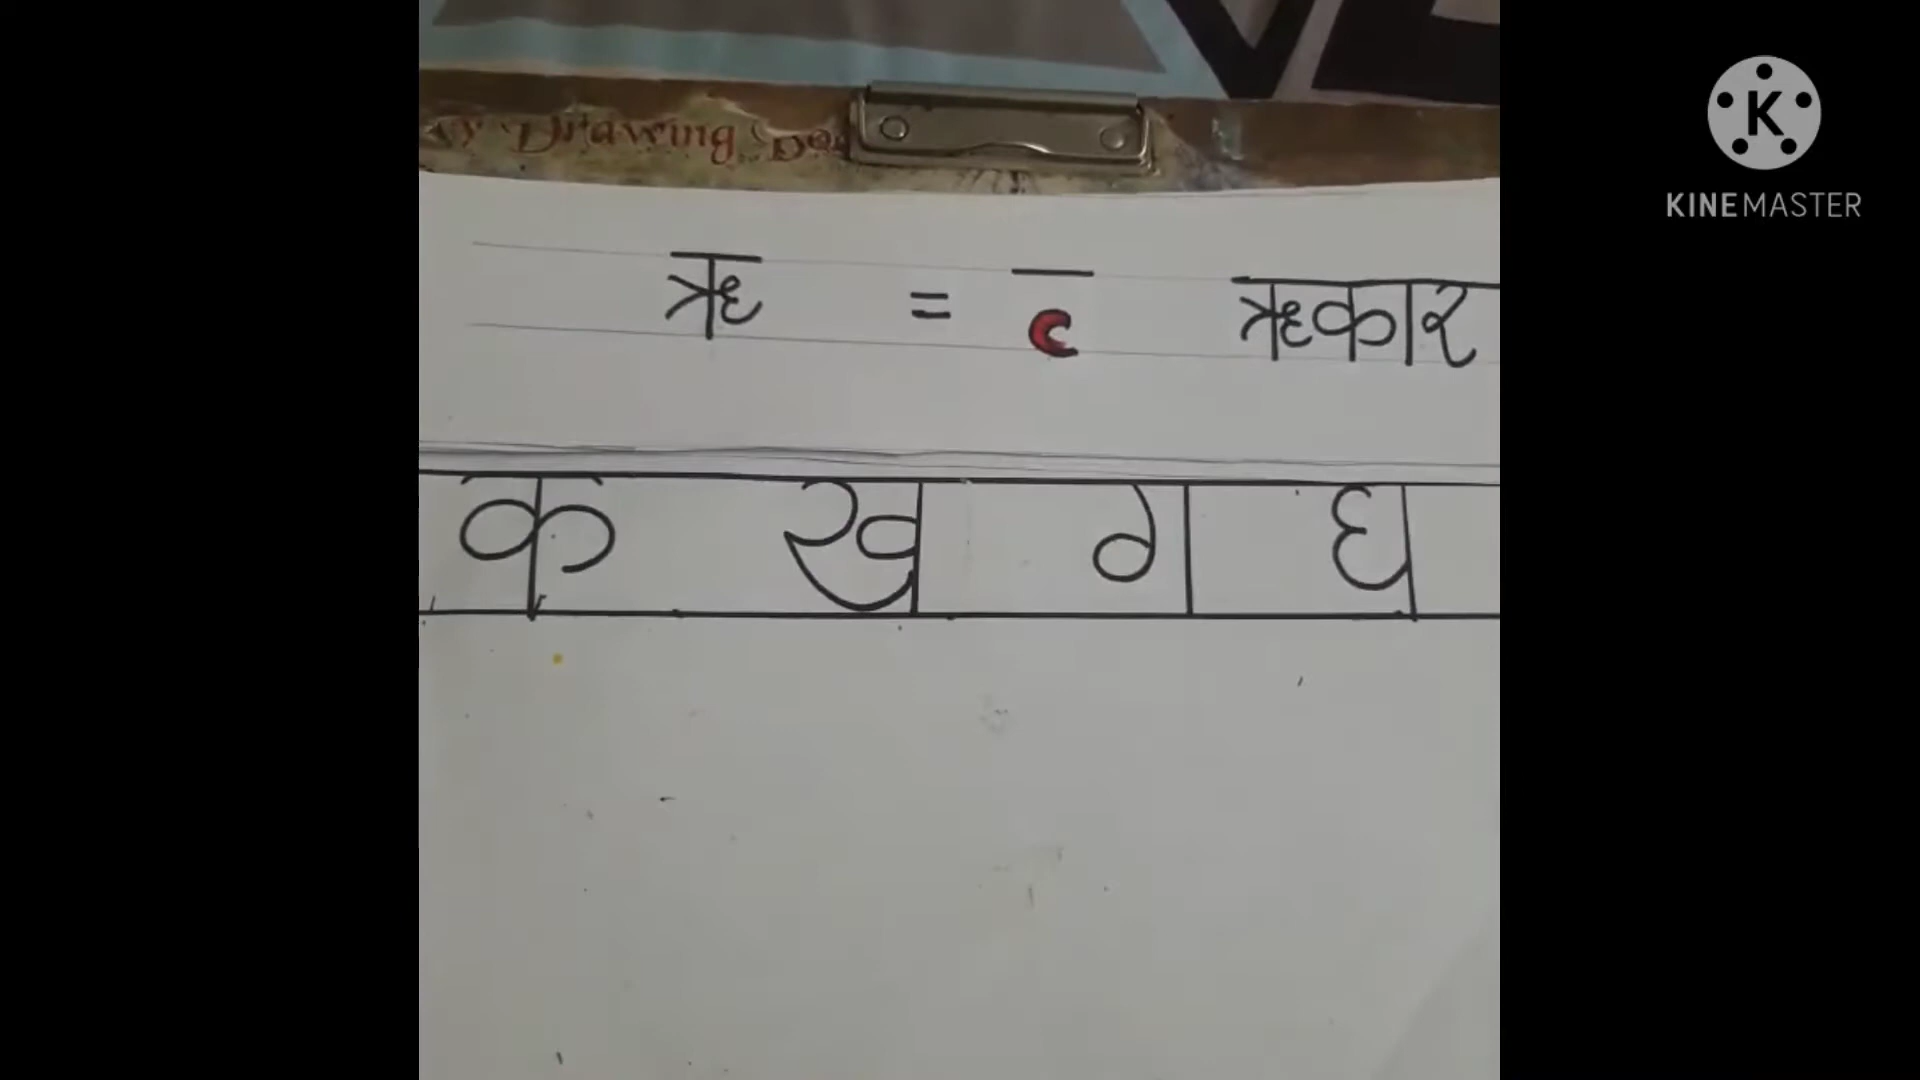 Drawing
KINEMASTER
ऋ = ृ ऋकार
क ख ग घ